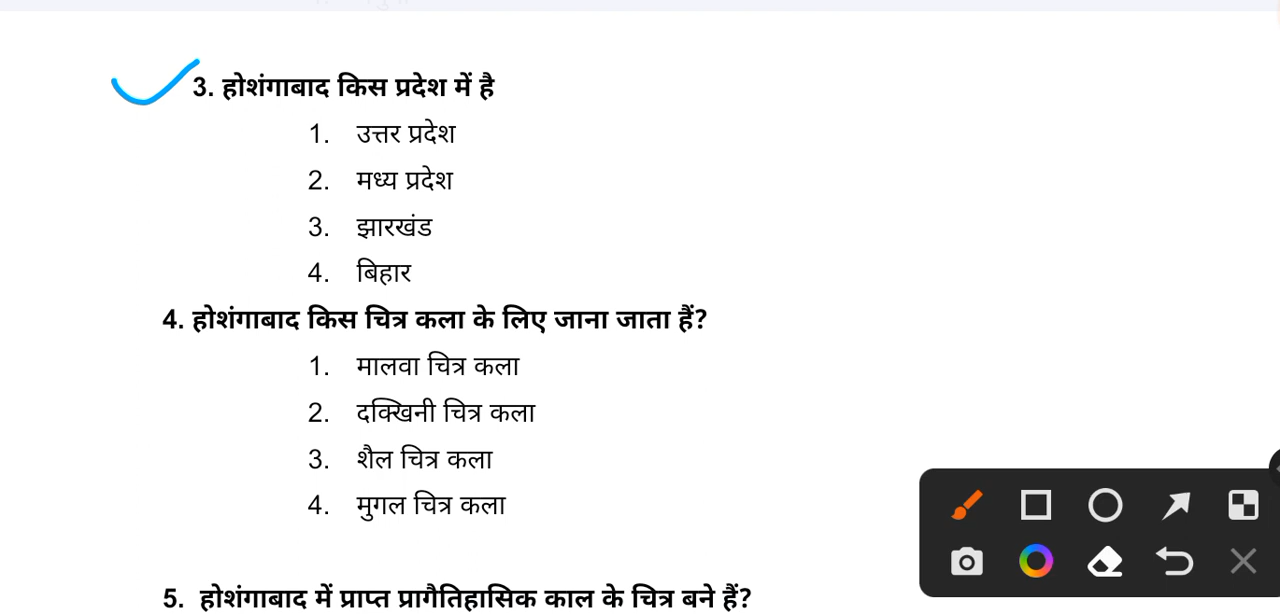 3. होशंगाबाद किस प्रदेश में है
1. उत्तर प्रदेश
2. मध्य प्रदेश
3. झारखंड
4. बिहार
4. होशंगाबाद किस चित्र कला के लिए जाना जाता हैं?
1. मालवा चित्र कला
2. दक्खिनी चित्र कला
3. शैल चित्र कला
4. मुगल चित्र कला
5. होशंगाबाद में प्राप्त प्रागैतिहासिक काल के चित्र बने हैं?